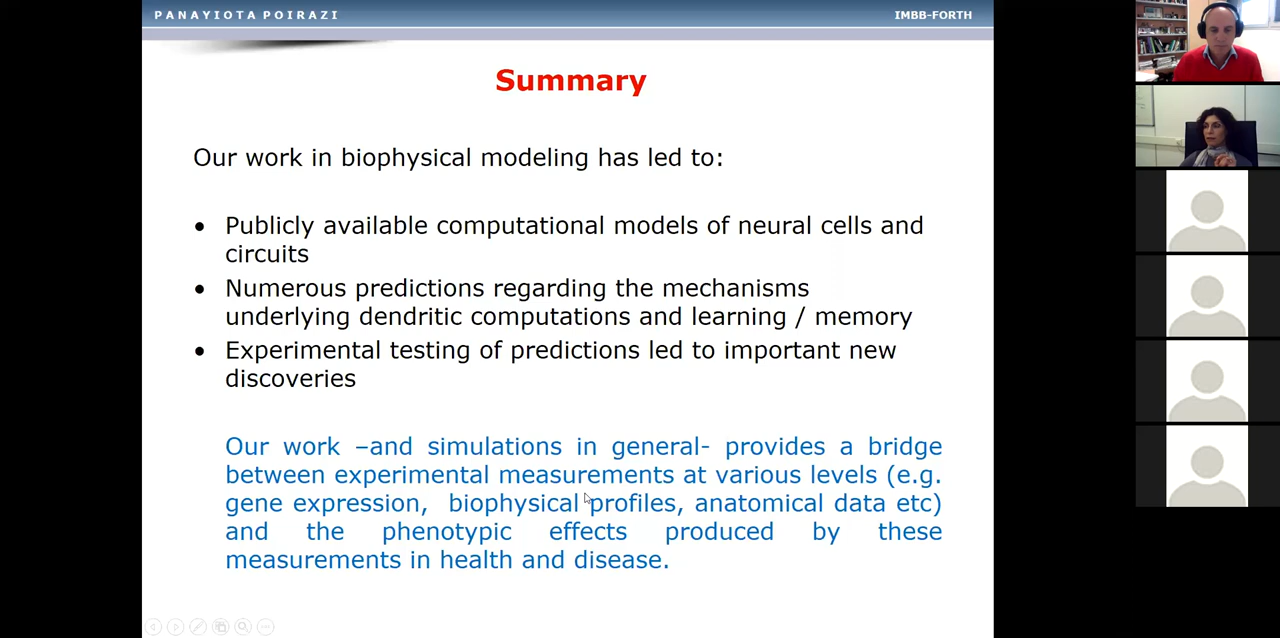 PANAYIOTA POIRAZI
IMBB-FORTH
Summary
Our work in biophysical modeling has led to:
• Publicly available computational models of neural cells and
circuits
• Numerous predictions regarding the mechanisms
underlying dendritic computations and learning / memory
• Experimental testing of predictions led to important new
discoveries
Our work –and simulations in general- provides a bridge
between experimental measurements at various levels (e.g.
gene expression, biophysical profiles, anatomical data etc)
and the phenotypic effects produced by these
measurements in health and disease.